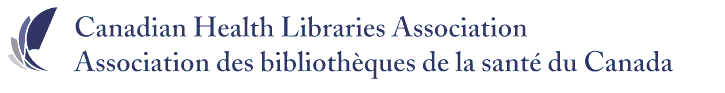 Canadian Health Libraries Association
Association des bibliothèques de la santé du Canada